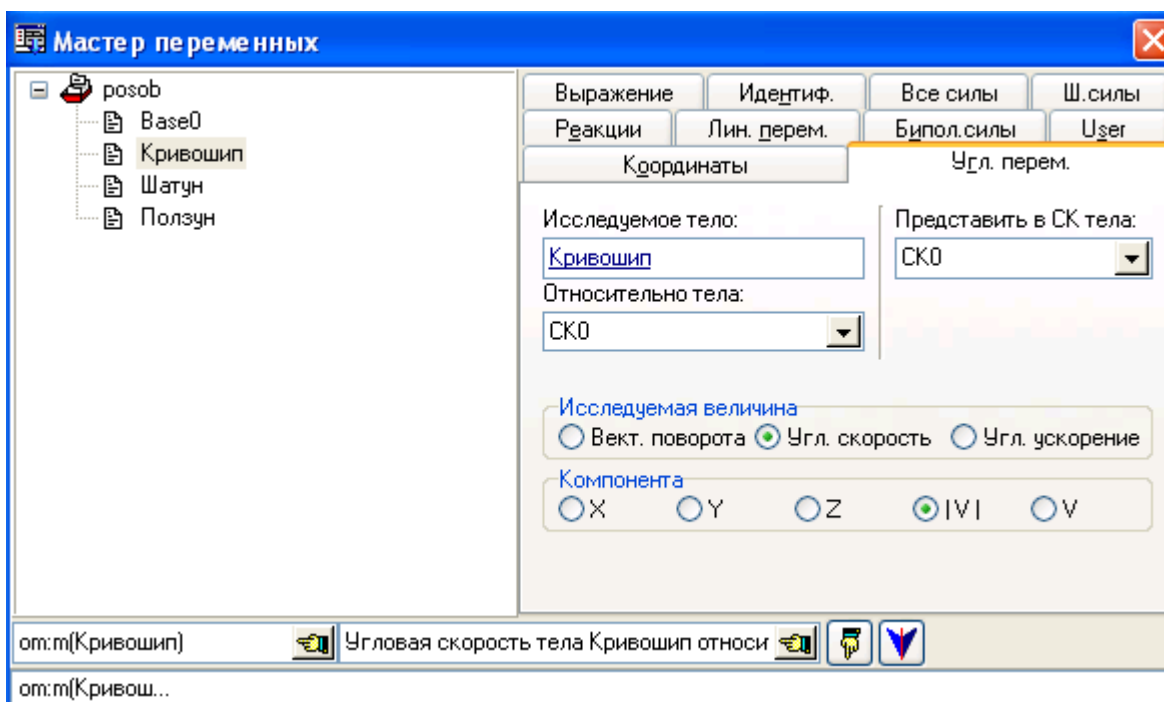 Мастер переменных
posob
Base0
Кривошип
Шатун
Ползун
Выражение Идентиф. Все силы Ш.силы
Реакции Лин. перем. Бипол.силы User
Координаты Угл. перем.
Исследуемое тело: Представить в СК тела:
Кривошип СК0
Относительно тела:
СК0
Исследуемая величина
Вект. поворота Угл. скорость Угл. ускорение
Компонента
X Y Z |V| V
om:m(Кривошип) Угловая скорость тела Кривошип относи
om:m(Кривош...